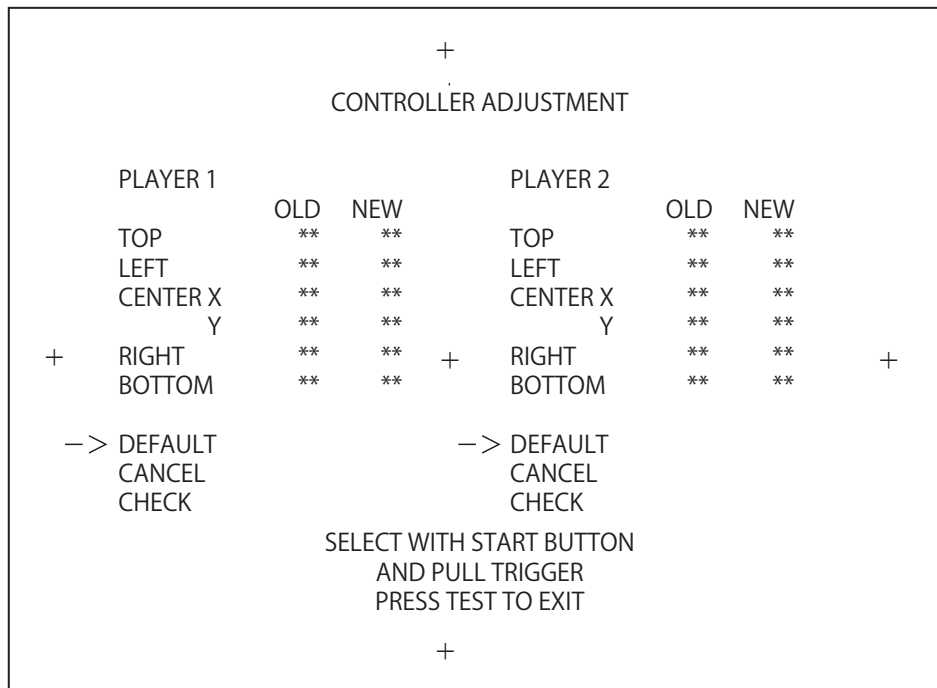 +
CONTROLLER ADJUSTMENT
PLAYER 1 PLAYER 2
OLD NEW OLD NEW
TOP ** ** TOP ** **
LEFT ** ** LEFT ** **
CENTER X ** ** CENTER X ** **
Y ** ** Y ** **
+ RIGHT ** ** + RIGHT ** ** +
BOTTOM ** ** BOTTOM ** **
–> DEFAULT –> DEFAULT
CANCEL CANCEL
CHECK CHECK
SELECT WITH START BUTTON
AND PULL TRIGGER
PRESS TEST TO EXIT
+